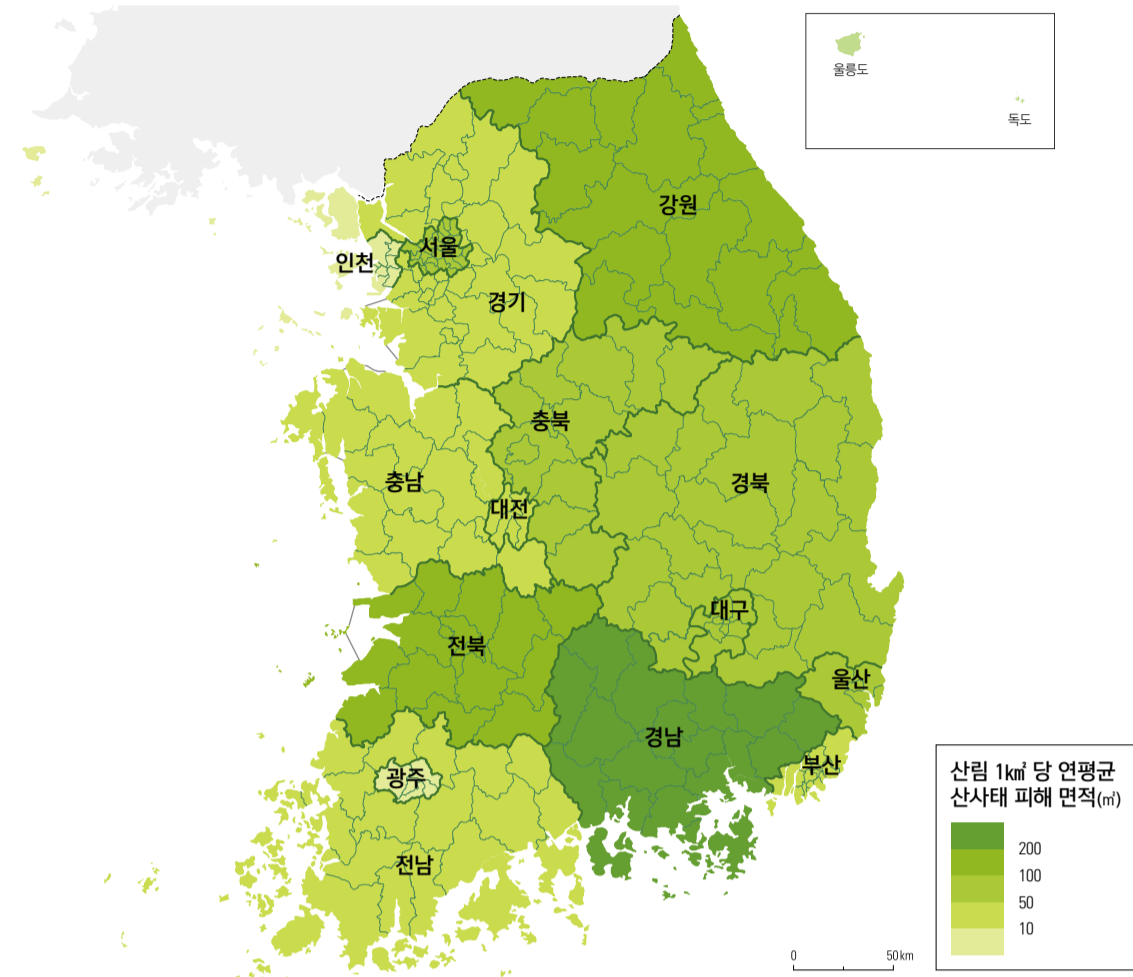 울릉도
독도
강원
서울
인천
경기
충북
충남
경북
대전
대구
전북
울산
경남
부산
광주
전남
산림 1㎢ 당 연평균
산사태 피해 면적(㎡)
200
100
50
10
0 50 km